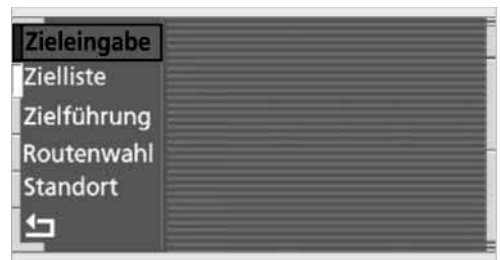 Zieleingabe
Zielliste
Zielführung
Routenwahl
Standort